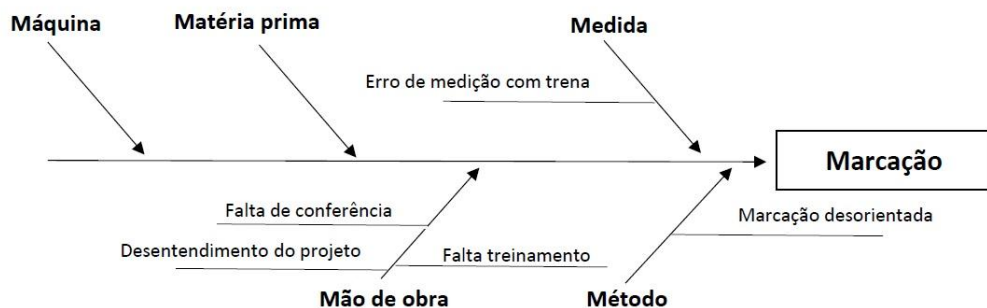 Máquina
Matéria prima
Medida
Erro de medição com trena
Marcação
Falta de conferência
Marcação desorientada
Desentendimento do projeto
Falta treinamento
Mão de obra
Método